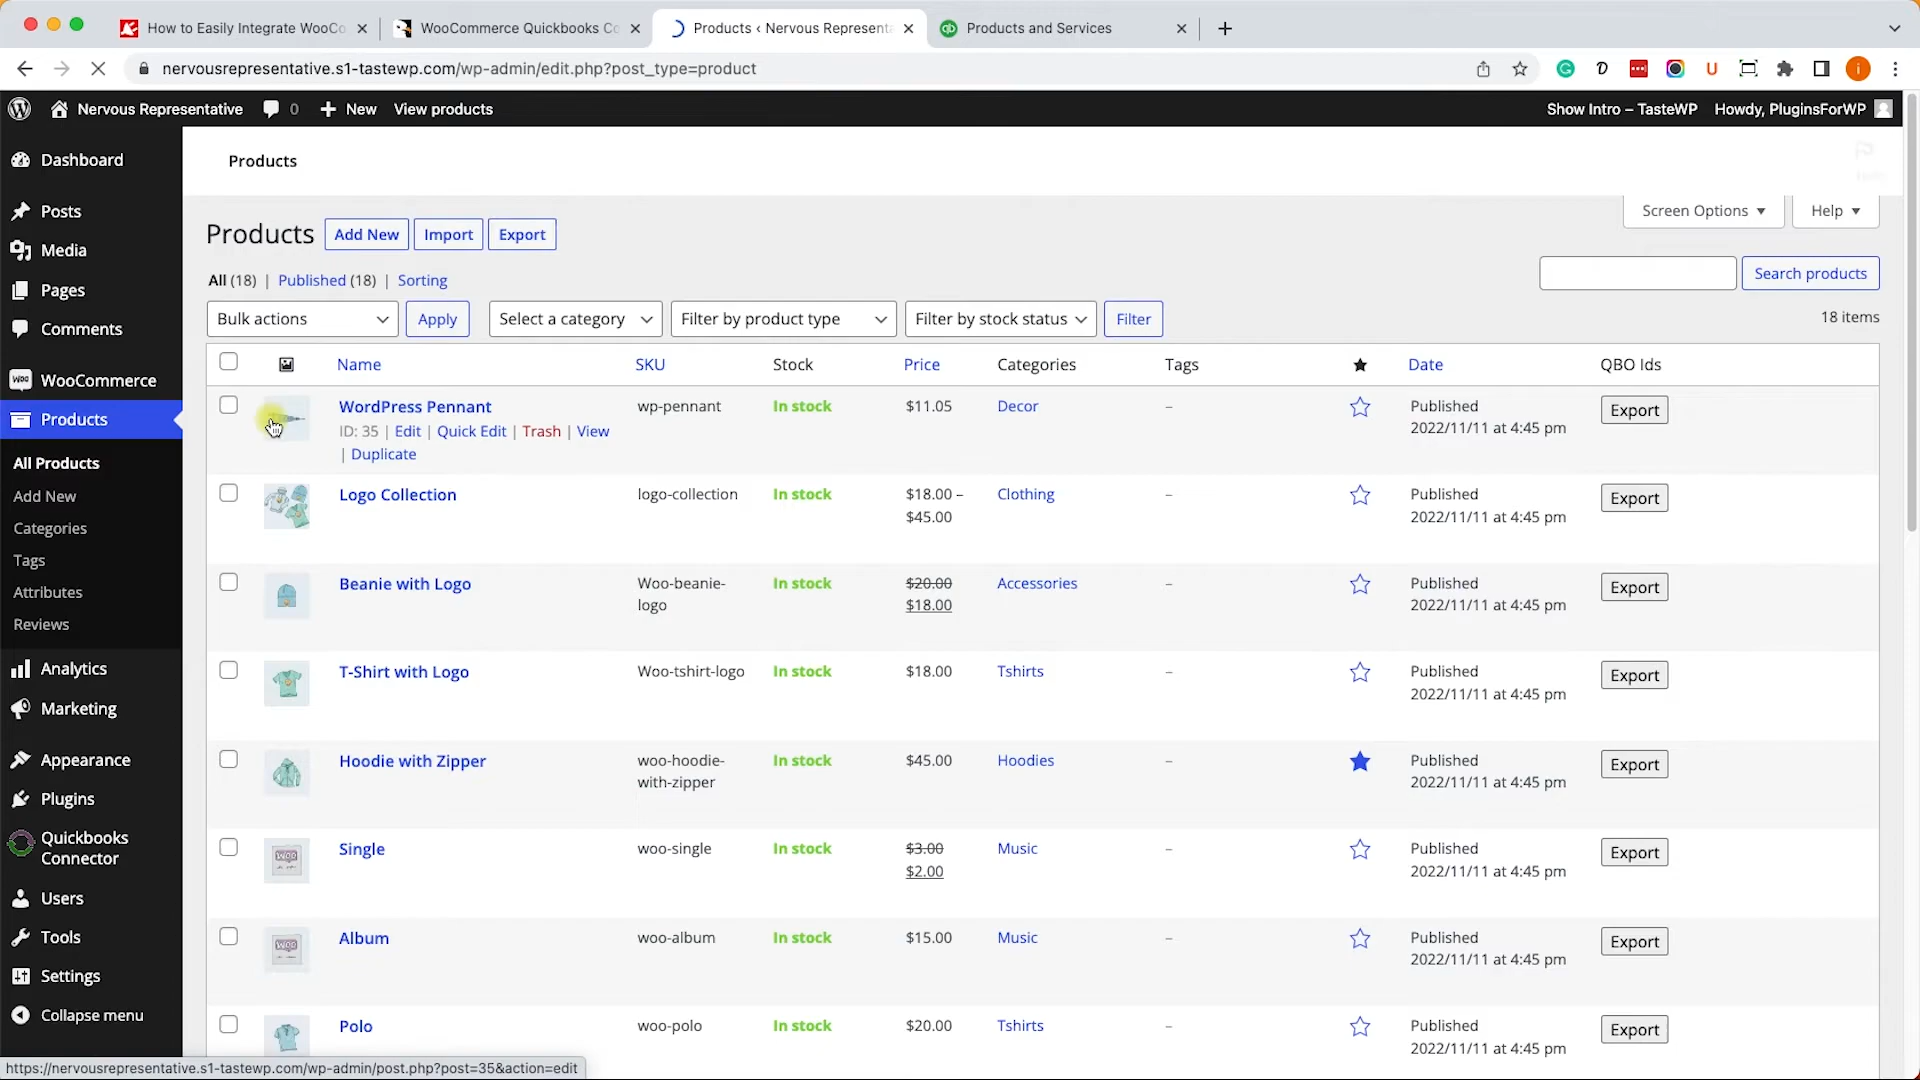 How to Easily Integrate WooCo
WooCommerce Quickbooks Co
Products ‹ Nervous Representa
Products and Services
nervousrepresentative.s1-tastewp.com/wp-admin/edit.php?post_type=product
Nervous Representative
0
New
View products
Show Intro – TasteWP
Howdy, PluginsForWP
Dashboard
Posts
Media
Pages
Comments
WooCommerce
Products
All Products
Add New
Categories
Tags
Attributes
Reviews
Analytics
Marketing
Appearance
Plugins
Quickbooks
Connector
Users
Tools
Settings
Collapse menu
Products
Screen Options
Help
Products
Add New
Import
Export
All (18) | Published (18) | Sorting
Search products
Bulk actions
Apply
Select a category
Filter by product type
Filter by stock status
Filter
18 items
Name
SKU
Stock
Price
Categories
Tags
Date
QBO Ids
WordPress Pennant
ID: 35 | Edit | Quick Edit | Trash | View
| Duplicate
wp-pennant
In stock
$11.05
Decor
–
Published
2022/11/11 at 4:45 pm
Export
Logo Collection
logo-collection
In stock
$18.00 –
$45.00
Clothing
–
Published
2022/11/11 at 4:45 pm
Export
Beanie with Logo
Woo-beanie-
logo
In stock
$20.00
$18.00
Accessories
–
Published
2022/11/11 at 4:45 pm
Export
T-Shirt with Logo
Woo-tshirt-logo
In stock
$18.00
Tshirts
–
Published
2022/11/11 at 4:45 pm
Export
Hoodie with Zipper
woo-hoodie-
with-zipper
In stock
$45.00
Hoodies
–
Published
2022/11/11 at 4:45 pm
Export
Single
woo-single
In stock
$3.00
$2.00
Music
–
Published
2022/11/11 at 4:45 pm
Export
Album
woo-album
In stock
$15.00
Music
–
Published
2022/11/11 at 4:45 pm
Export
Polo
woo-polo
In stock
$20.00
Tshirts
–
Published
2022/11/11 at 4:45 pm
Export
https://nervousrepresentative.s1-tastewp.com/wp-admin/post.php?post=35&action=edit